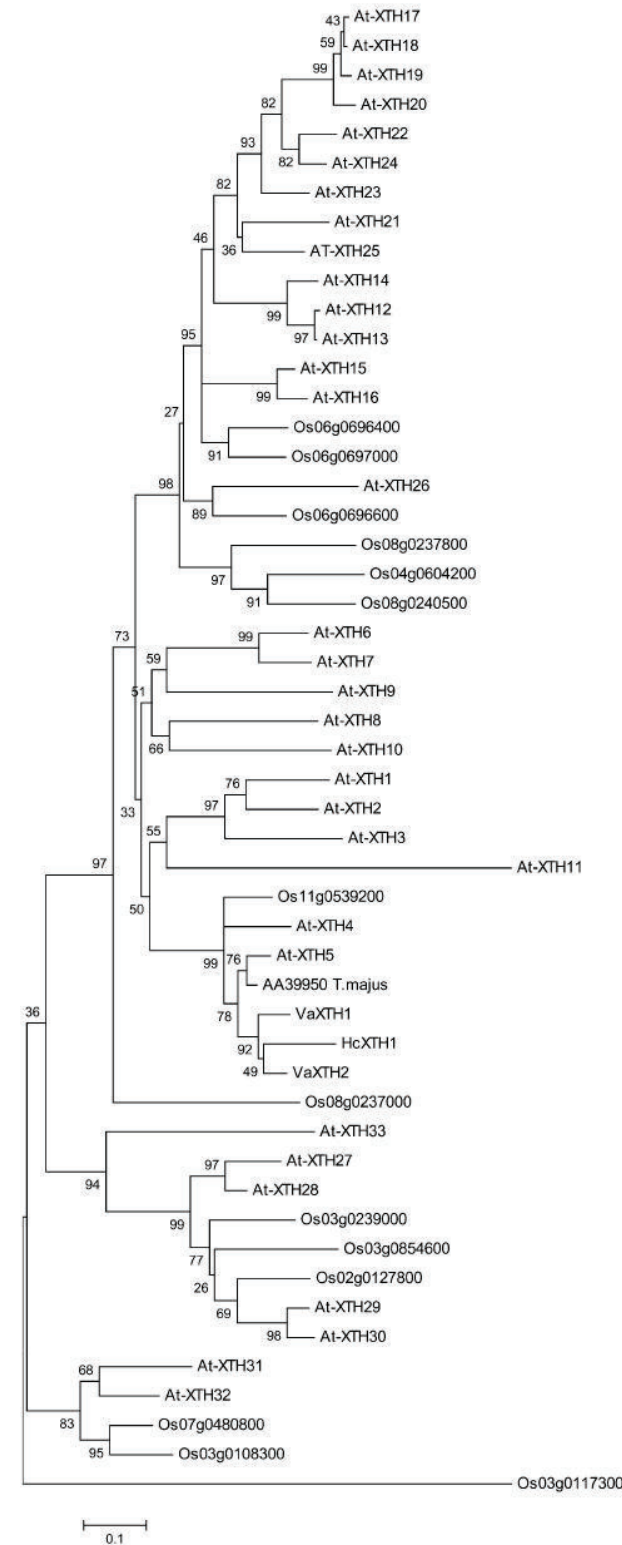 43
At-XTH17
59
At-XTH18
99
At-XTH19
At-XTH20
82
At-XTH22
93
82
At-XTH24
82
At-XTH23
At-XTH21
46
36
AT-XTH25
At-XTH14
99
At-XTH12
95
97
At-XTH13
At-XTH15
99
At-XTH16
27
Os06g0696400
91
Os06g0697000
98
At-XTH26
89
Os06g0696600
Os08g0237800
97
Os04g0604200
91
Os08g0240500
73
99
At-XTH6
59
At-XTH7
51
At-XTH9
At-XTH8
66
At-XTH10
76
At-XTH1
33
97
At-XTH2
55
At-XTH3
97
At-XTH11
50
Os11g0539200
At-XTH4
99
76
At-XTH5
AA39950 T.majus
78
VaXTH1
36
92
HcXTH1
49
VaXTH2
Os08g0237000
At-XTH33
97
At-XTH27
94
At-XTH28
99
Os03g0239000
77
Os03g0854600
26
Os02g0127800
69
At-XTH29
98
At-XTH30
68
At-XTH31
At-XTH32
83
Os07g0480800
95
Os03g0108300
Os03g0117300
0.1